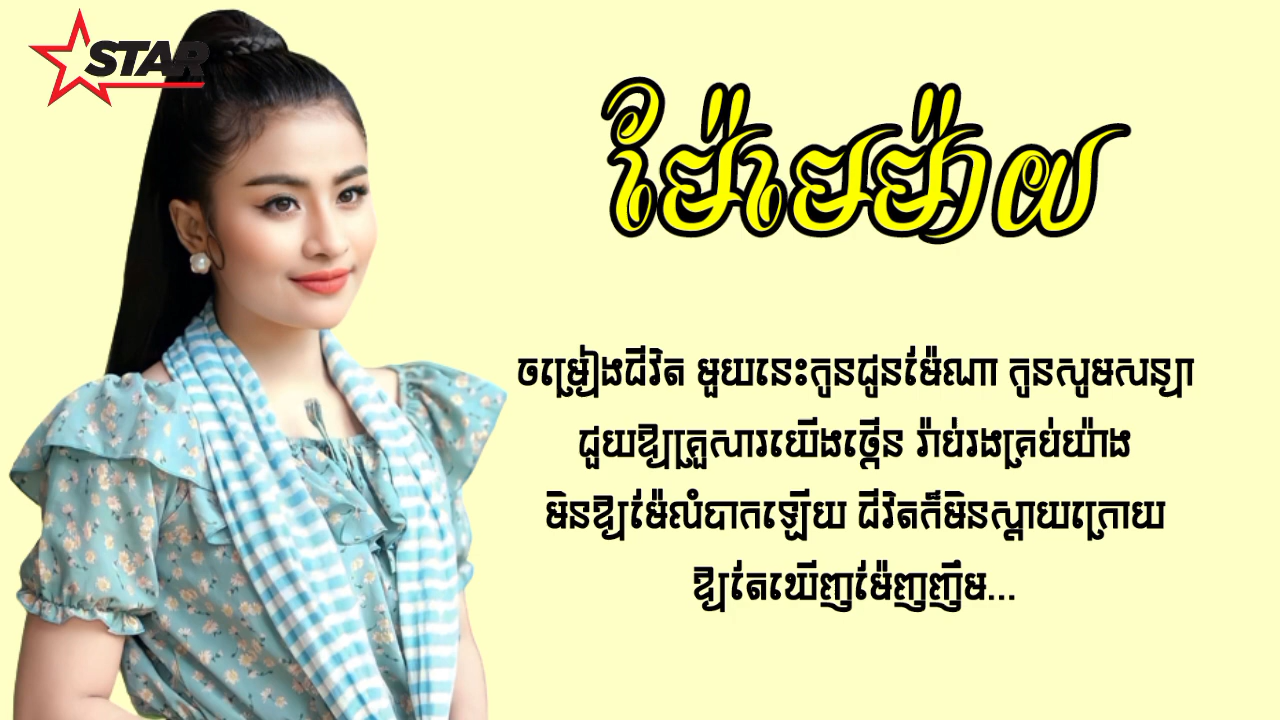 STAR
ម៉ែមេម៉ាយ
ចម្រៀងជីវិត មួយនេះកូនជូនម៉ែណា កូនសូមសន្យា
ជួយឱ្យគ្រួសារយើងថ្កើន រ៉ាប់រងគ្រប់យ៉ាង
មិនឱ្យម៉ែលំបាកឡើយ ជីវិតក៏មិនស្ដាយក្រោយ
ឱ្យតែឃើញម៉ែញញឹម...